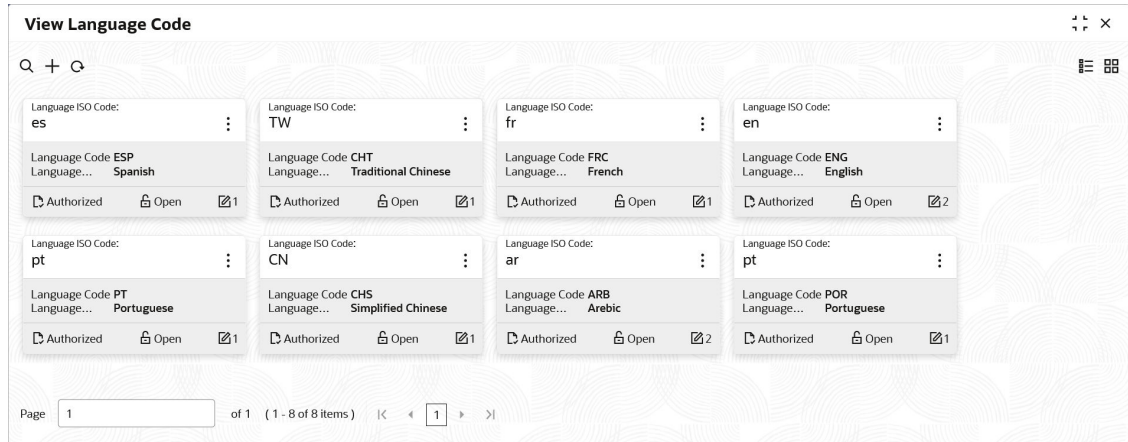 View Language Code
Language ISO Code:
es
Language Code ESP
Language... Spanish
Authorized Open 1
Language ISO Code:
TW
Language Code CHT
Language... Traditional Chinese
Authorized Open 1
Language ISO Code:
fr
Language Code FRC
Language... French
Authorized Open 1
Language ISO Code:
en
Language Code ENG
Language... English
Authorized Open 2
Language ISO Code:
pt
Language Code PT
Language... Portuguese
Authorized Open 1
Language ISO Code:
CN
Language Code CHS
Language... Simplified Chinese
Authorized Open 1
Language ISO Code:
ar
Language Code ARB
Language... Arebic
Authorized Open 2
Language ISO Code:
pt
Language Code POR
Language... Portuguese
Authorized Open 1
Page 1 of 1 ( 1 - 8 of 8 items ) 1